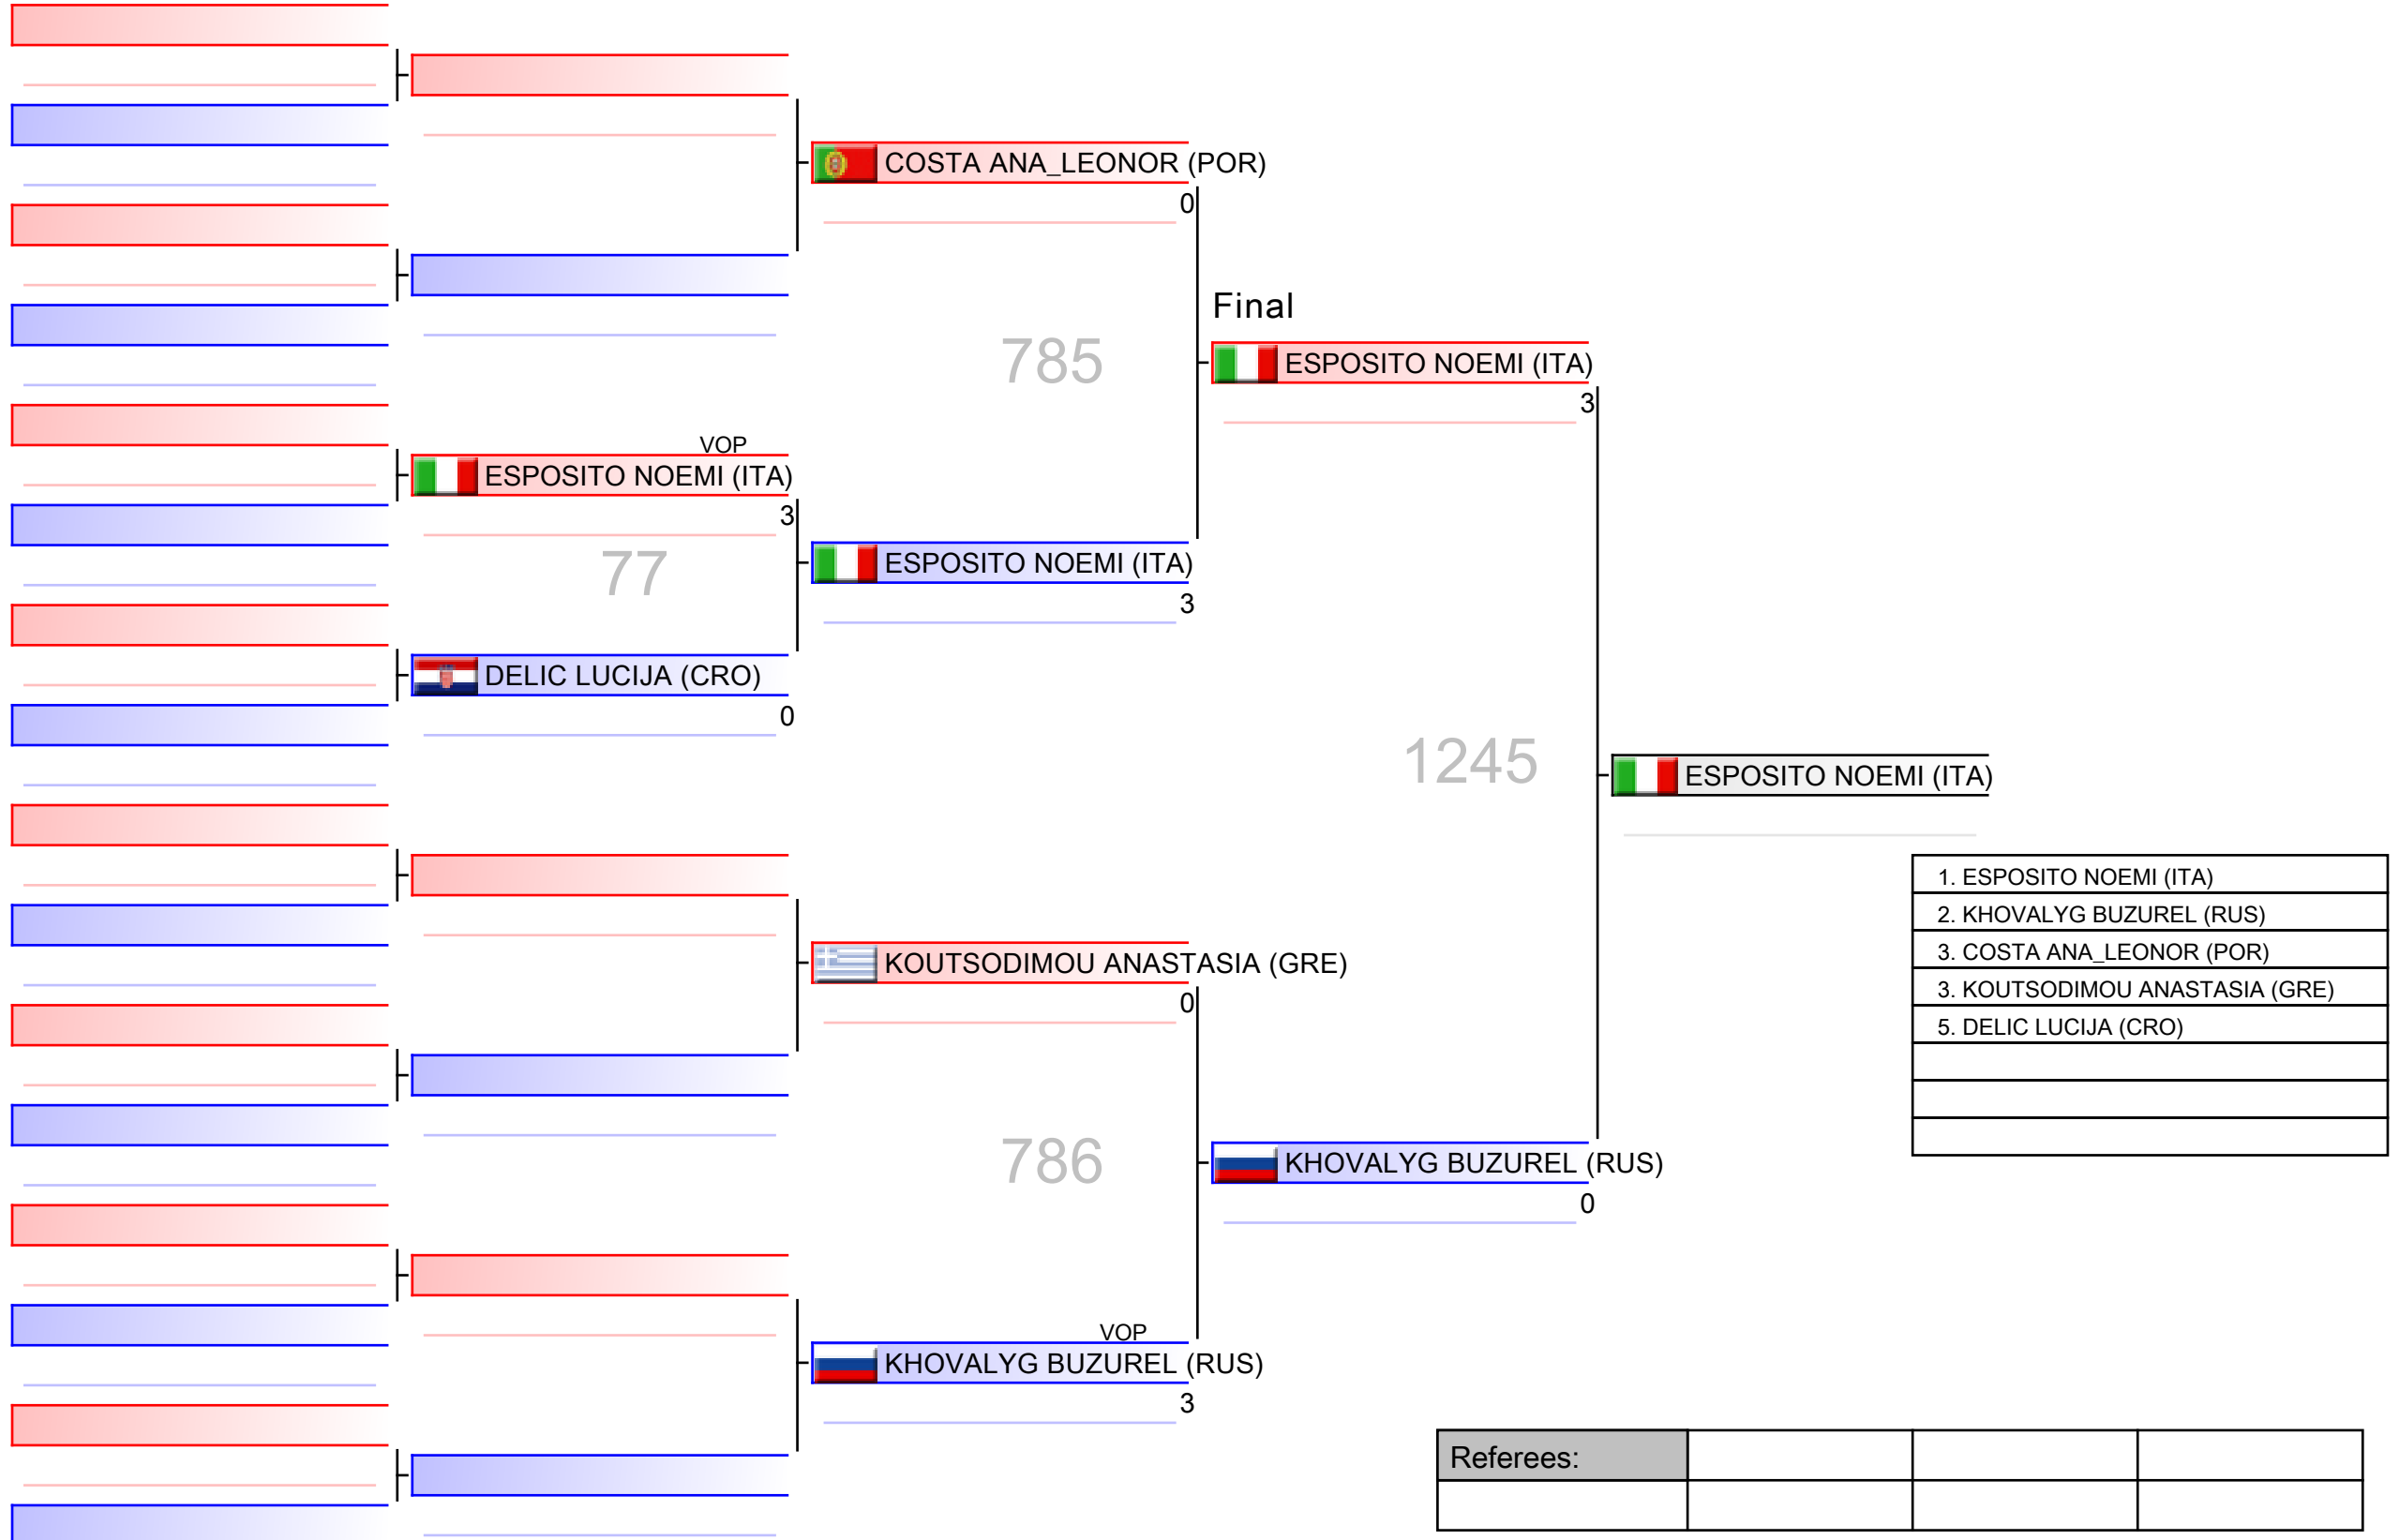 COSTA ANA_LEONOR (POR)
0
785
Final
ESPOSITO NOEMI (ITA)
3
VOP
ESPOSITO NOEMI (ITA)
3
77
ESPOSITO NOEMI (ITA)
3
DELIC LUCIJA (CRO)
0
1245
ESPOSITO NOEMI (ITA)
1. ESPOSITO NOEMI (ITA)
2. KHOVALYG BUZUREL (RUS)
3. COSTA ANA_LEONOR (POR)
3. KOUTSODIMOU ANASTASIA (GRE)
5. DELIC LUCIJA (CRO)
KOUTSODIMOU ANASTASIA (GRE)
0
786
KHOVALYG BUZUREL (RUS)
0
VOP
KHOVALYG BUZUREL (RUS)
3
Referees: